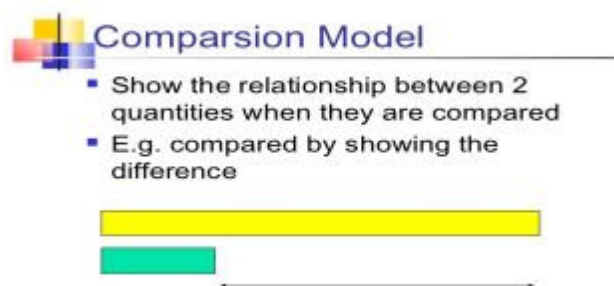 Comparsion Model
Show the relationship between 2
quantities when they are compared
E.g. compared by showing the
difference